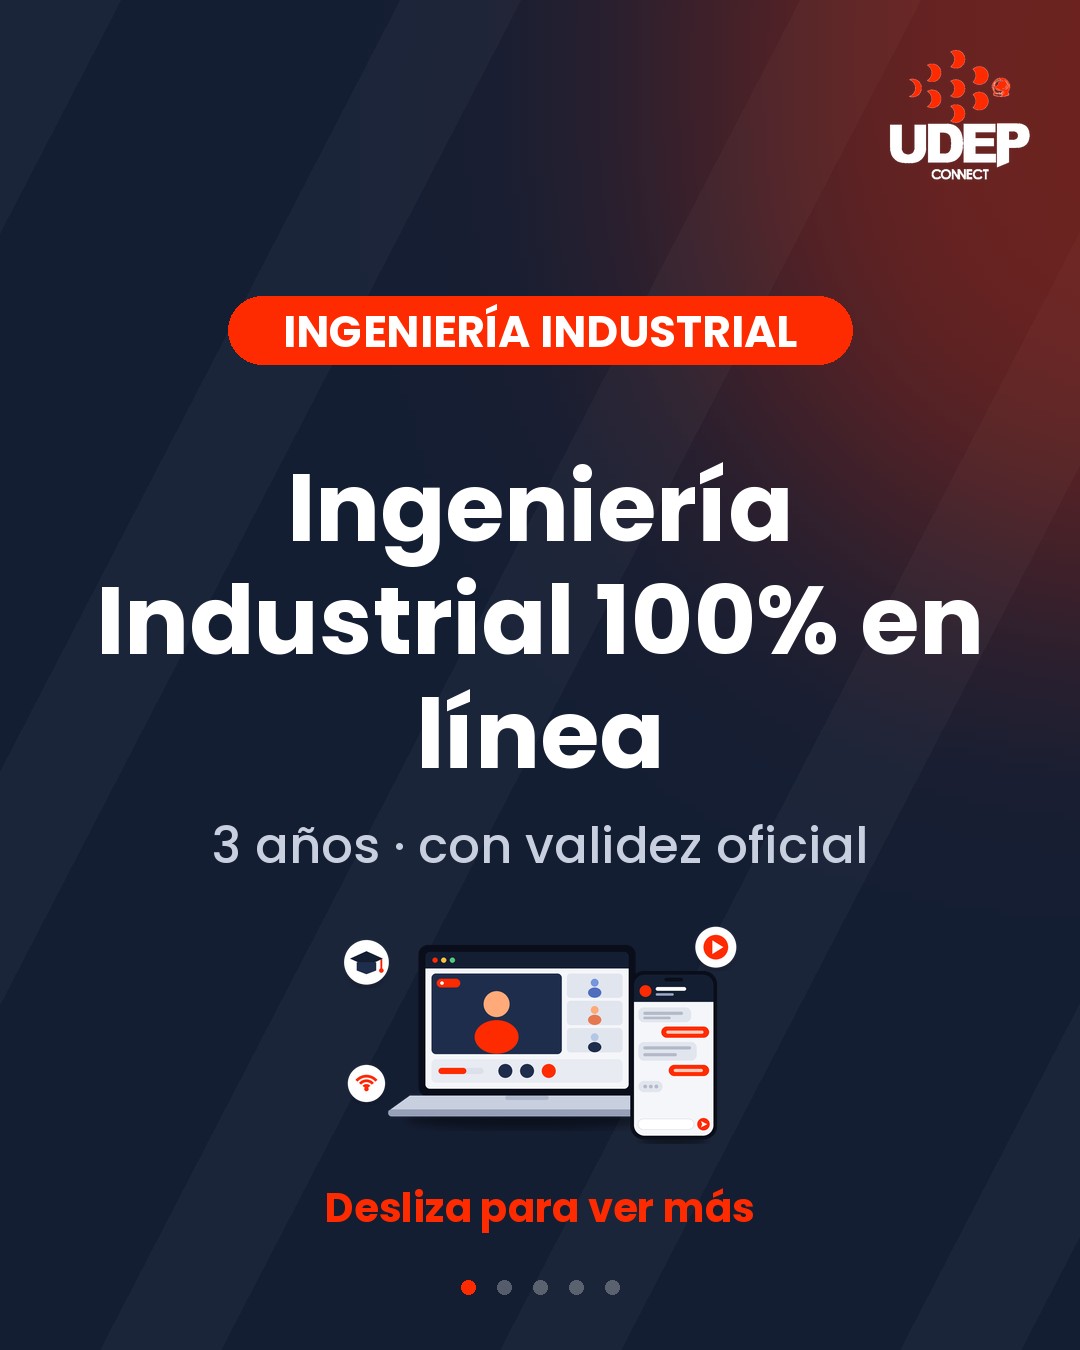 UDEP
CONNECT
INGENIERÍA INDUSTRIAL
Ingeniería
Industrial 100% en
línea
3 años · con validez oficial
Desliza para ver más